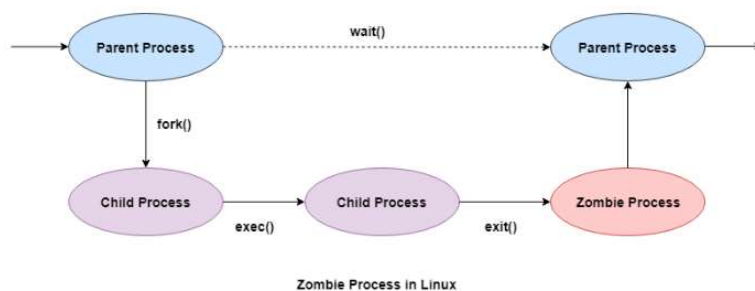 wait()
Parent Process
Parent Process
fork()
Child Process
Child Process
Zombie Process
exec()
exit()
Zombie Process in Linux